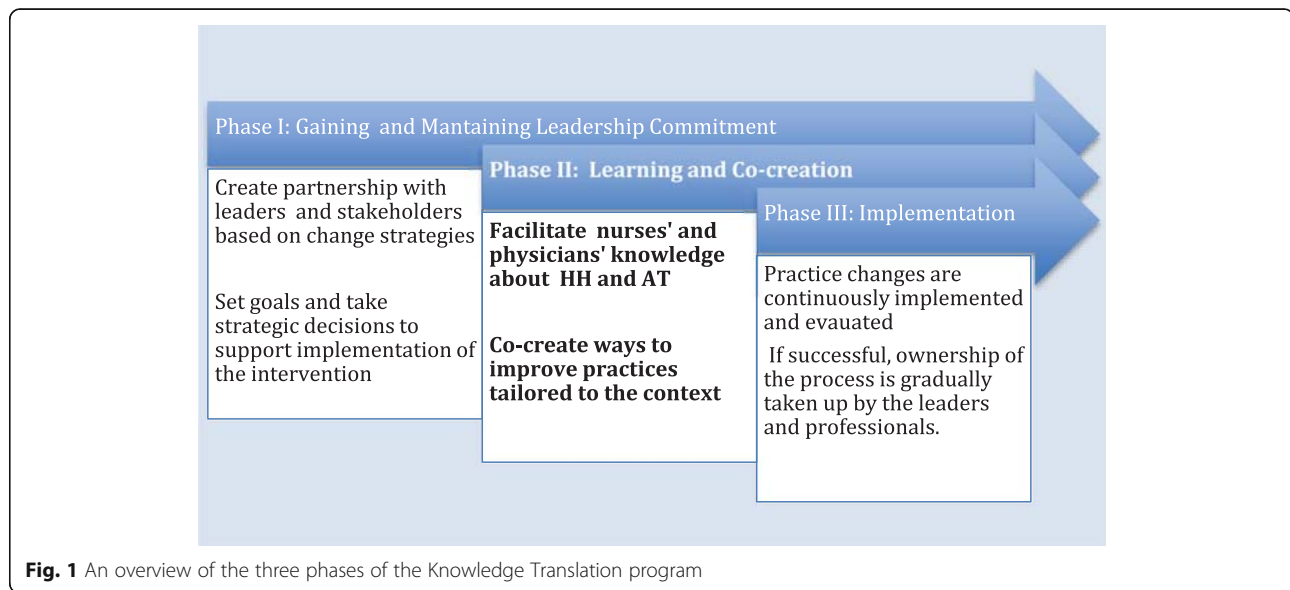 Phase I: Gaining and Mantaining Leadership Commitment
Create partnership with
leaders and stakeholders
based on change strategies
Set goals and take
strategic decisions to
support implementation of
the intervention
Phase II: Learning and Co-creation
Facilitate nurses' and
physicians' knowledge
about HH and AT
Co-create ways to
improve practices
tailored to the context
Phase III: Implementation
Practice changes are
continuously implemented
and evauated
If successful, ownership of
the process is gradually
taken up by the leaders
and professionals.
Fig. 1 An overview of the three phases of the Knowledge Translation program